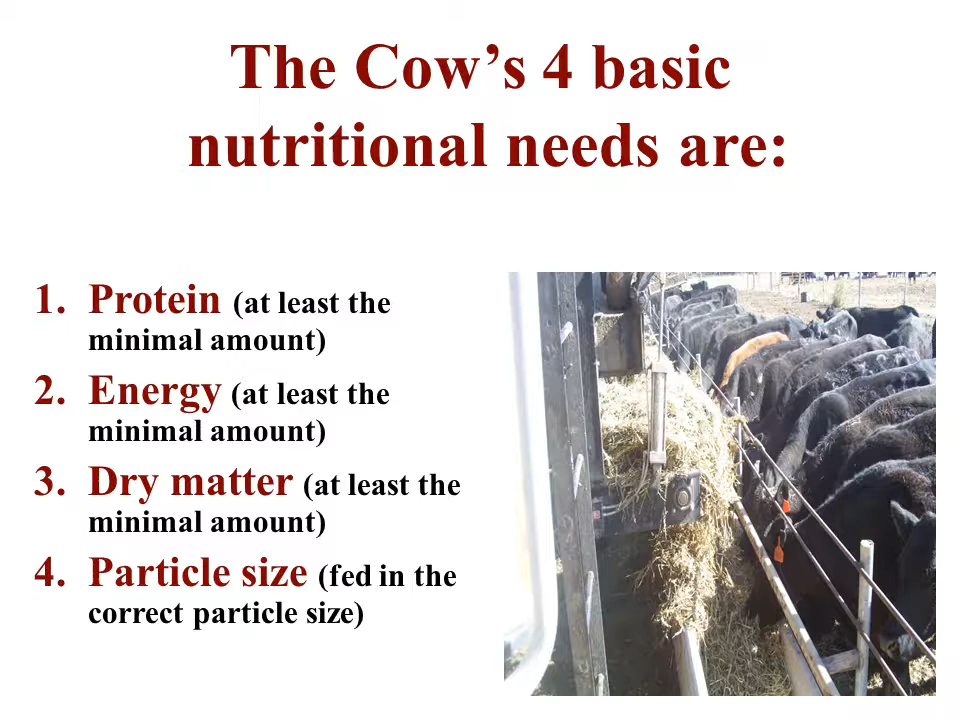 The Cow’s 4 basic
nutritional needs are:
1. Protein (at least the
minimal amount)
2. Energy (at least the
minimal amount)
3. Dry matter (at least the
minimal amount)
4. Particle size (fed in the
correct particle size)